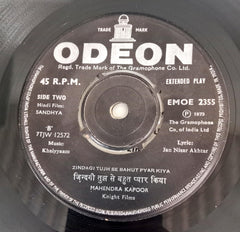 TRADE MARK
ODEON
Regd. Trade Mark of The Gramophone Co. Ltd.
45 R.P.M. EXTENDED PLAY
SIDE TWO
Hindi Film:
SANDHYA
EMOE 2355
'B'
7TJW 12572
Music:
Khaiyyaam
℗ 1975
The Gramophone
Co. of India Ltd
Lyric:
Jan Nisar Akhtar
ZINDAGI TUJH SE BAHUT PYAR KIYA
ज़िन्दगी तुझ से बहुत प्यार किया
MAHENDRA KAPOOR
Knight Films